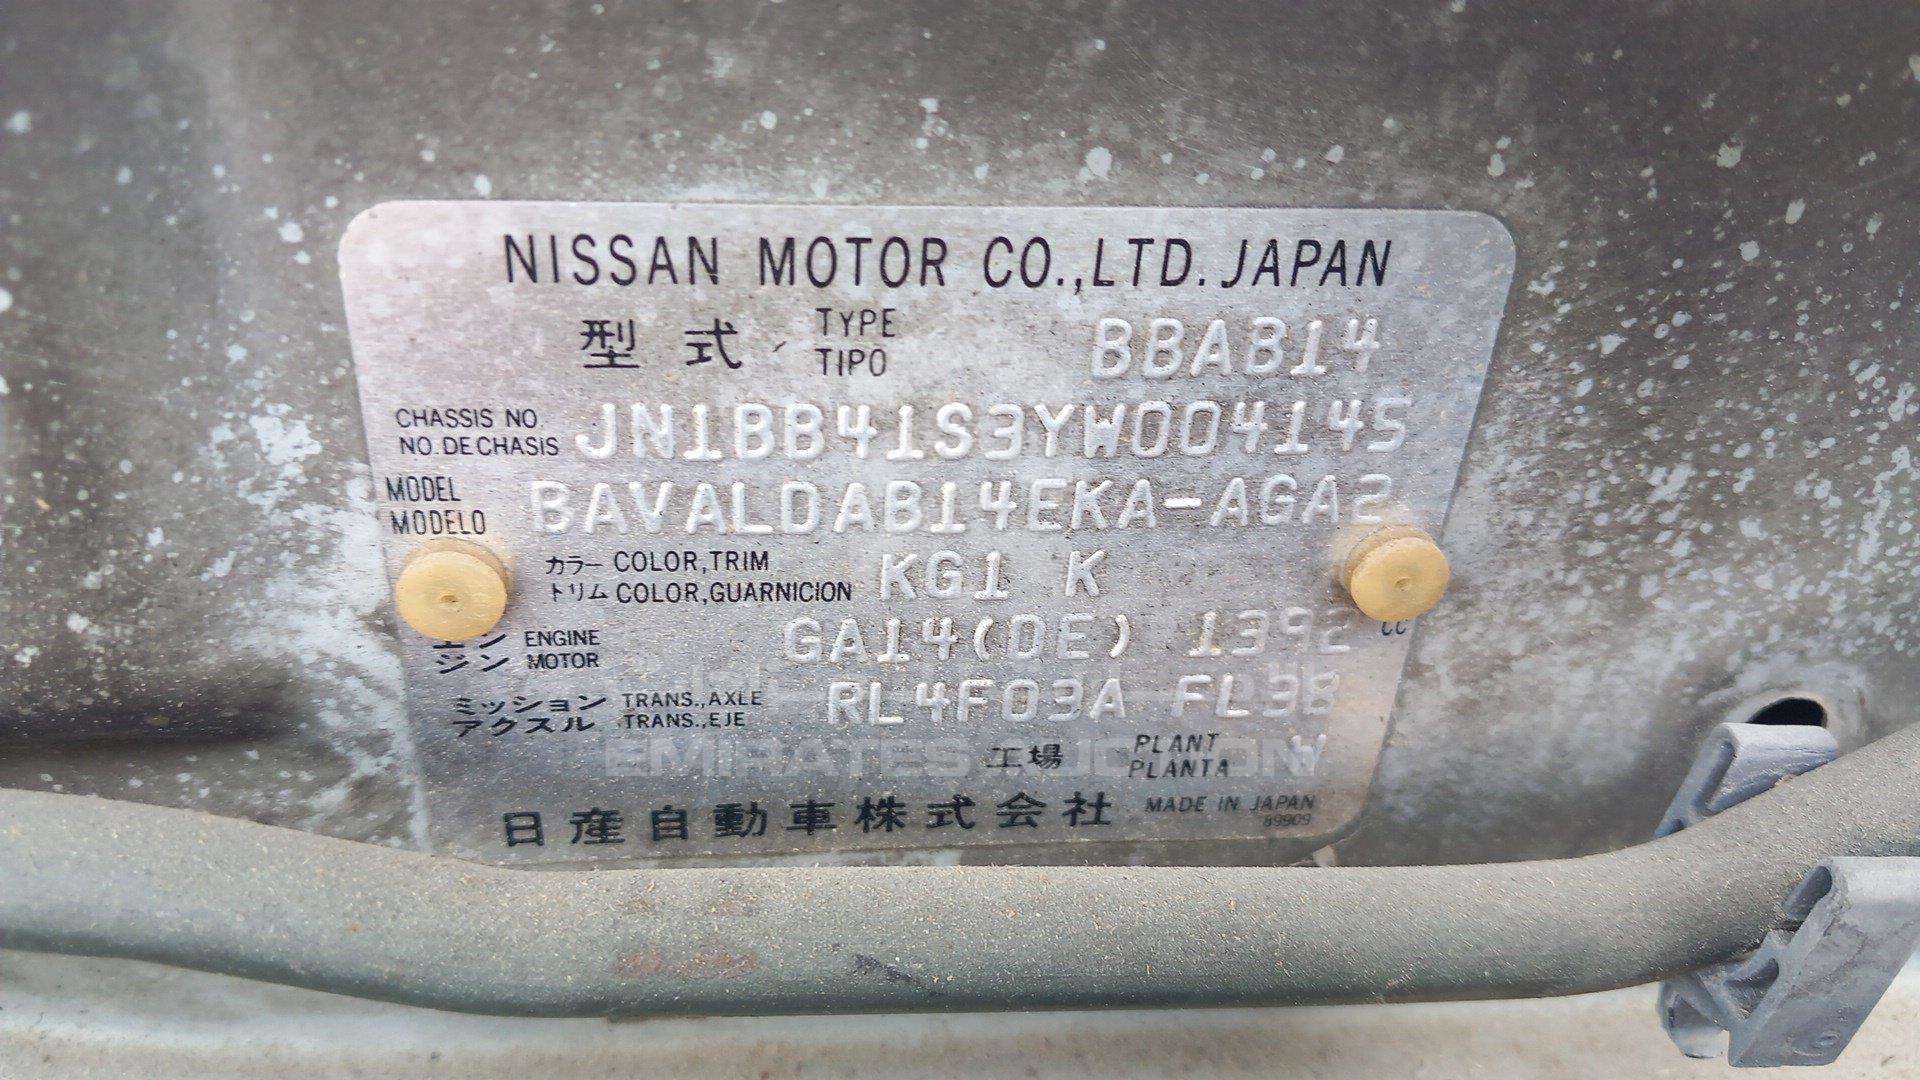 NISSAN MOTOR CO.,LTD. JAPAN
型式 TYPE BBAB14
TIPO
CHASSIS NO. JN1BB41S3YW004145
NO. DE CHASIS
MODEL BAVALDAB14EKA-AGA2
MODELO
カラー COLOR,TRIM KG1 K
トリム COLOR,GUARNICION
エン ENGINE GA14(DE) 1392 CC
ジン MOTOR
ミッション TRANS.,AXLE RL4F03A FL38
アクスル TRANS.,EJE
工場 PLANT W
PLANTA
EMIRATES AUCTION
日産自動車株式会社 MADE IN JAPAN
89909